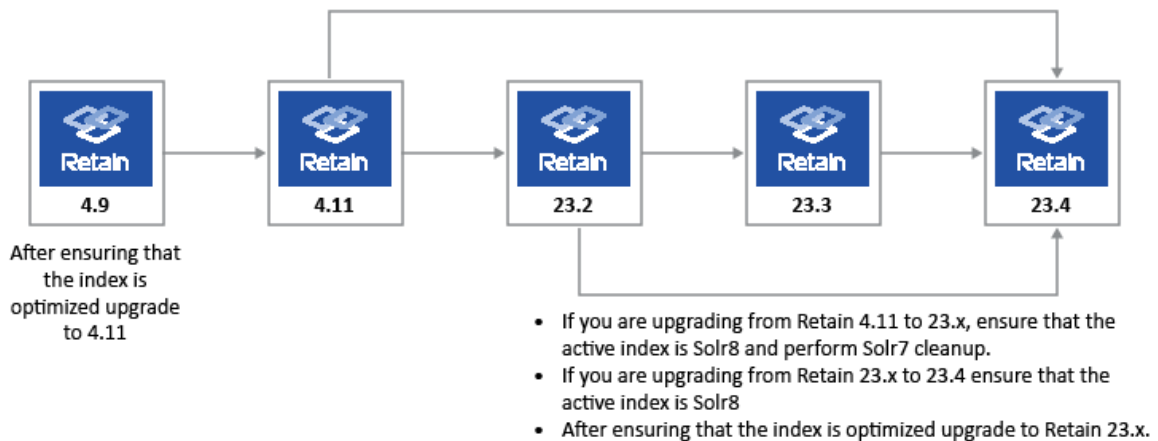 Retain
Retain
Retain
Retain
Retain
4.9
4.11
23.2
23.3
23.4
After ensuring that
the index is
optimized upgrade
to 4.11
• If you are upgrading from Retain 4.11 to 23.x, ensure that the
active index is Solr8 and perform Solr7 cleanup.
• If you are upgrading from Retain 23.x to 23.4 ensure that the
active index is Solr8
• After ensuring that the index is optimized upgrade to Retain 23.x.